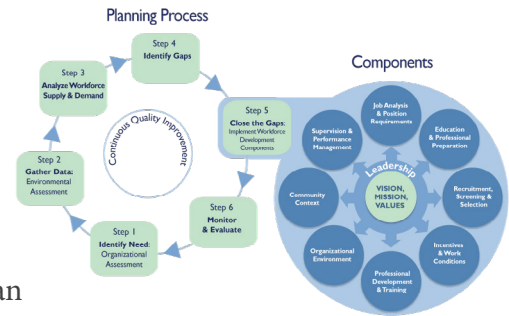 Planning Process
Step 4
Identify Gaps
Step 3
Analyze Workforce
Supply & Demand
Step 5
Close the Gaps:
Implement Workforce
Development
Components
Continuous Quality Improvement
Step 2
Gather Data:
Environmental
Assessment
Step 6
Monitor
& Evaluate
Step 1
Identify Need:
Organizational
Assessment
an
Components
Job Analysis
& Position
Requirements
Education
& Professional
Preparation
Supervision &
Performance
Management
Leadership
VISION,
MISSION,
VALUES
Community
Context
Recruitment,
Screening &
Selection
Organizational
Environment
Incentives
& Work
Conditions
Professional
Development
& Training